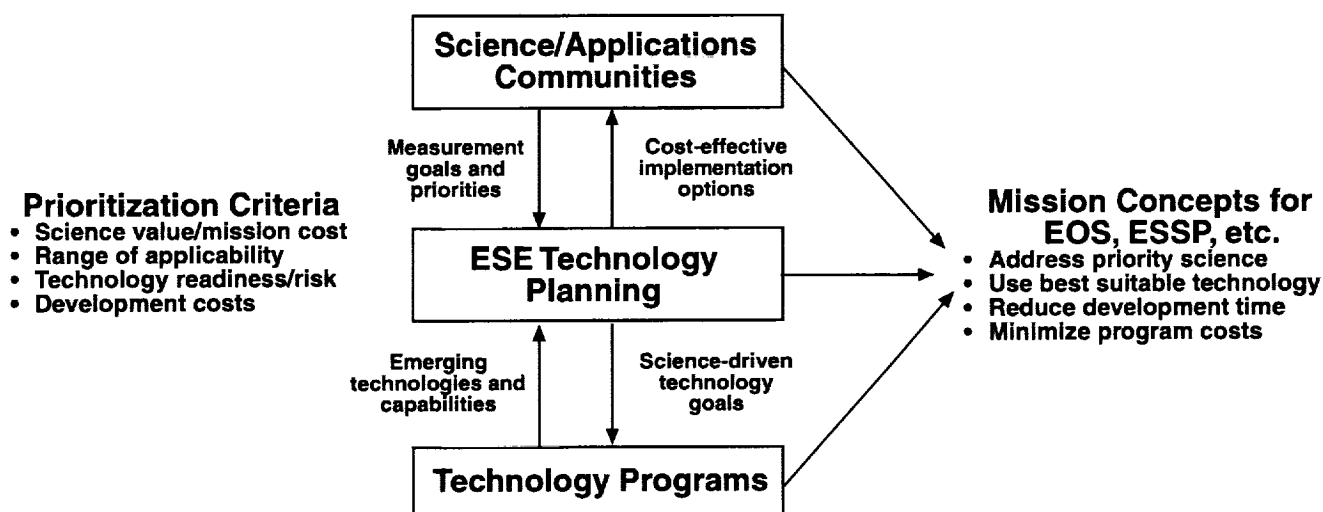 Science/Applications
Communities
Measurement
goals and
priorities
Cost-effective
implementation
options
Prioritization Criteria
• Science value/mission cost
• Range of applicability
• Technology readiness/risk
• Development costs
ESE Technology
Planning
Mission Concepts for
EOS, ESSP, etc.
• Address priority science
• Use best suitable technology
• Reduce development time
• Minimize program costs
Emerging
technologies and
capabilities
Science-driven
technology
goals
Technology Programs